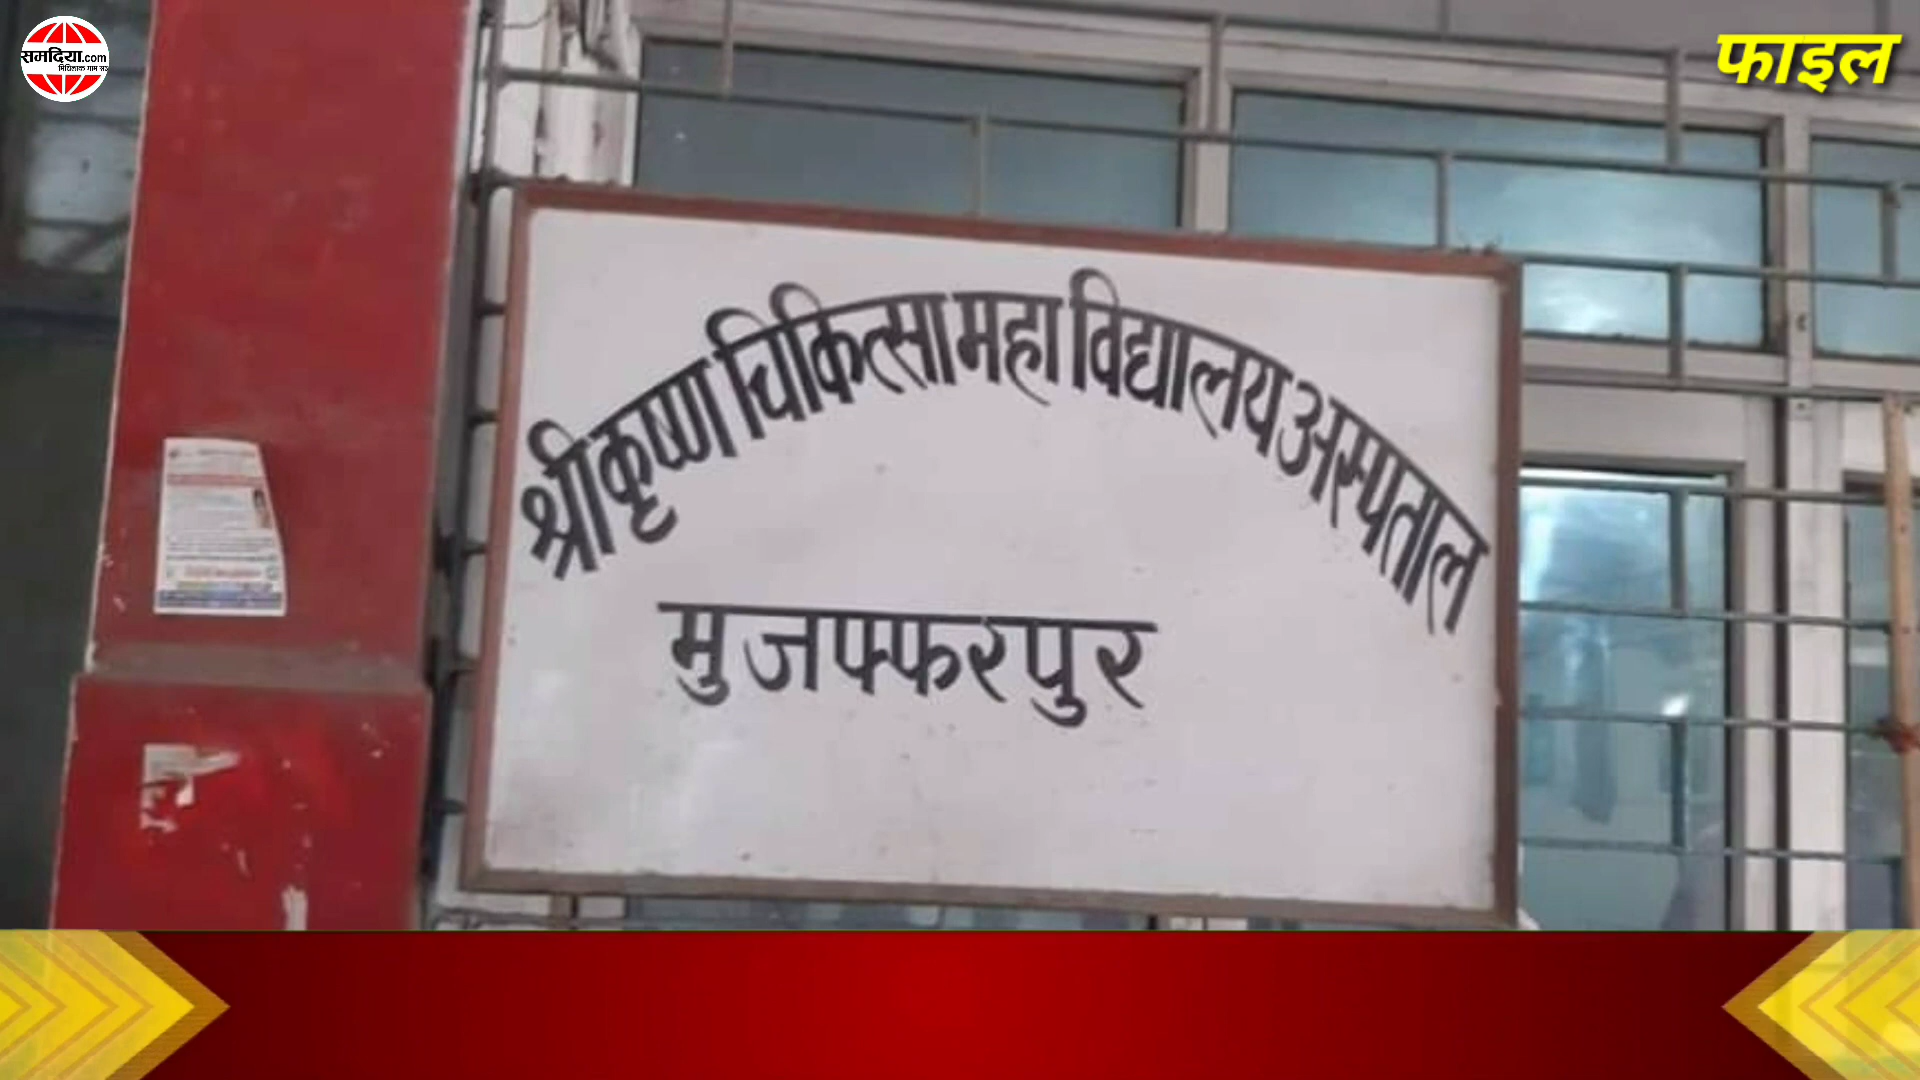 समदिया.com
फाइल
श्रीकृष्ण चिकित्सा महा विद्यालय अस्पताल
मुजफ्फरपुर